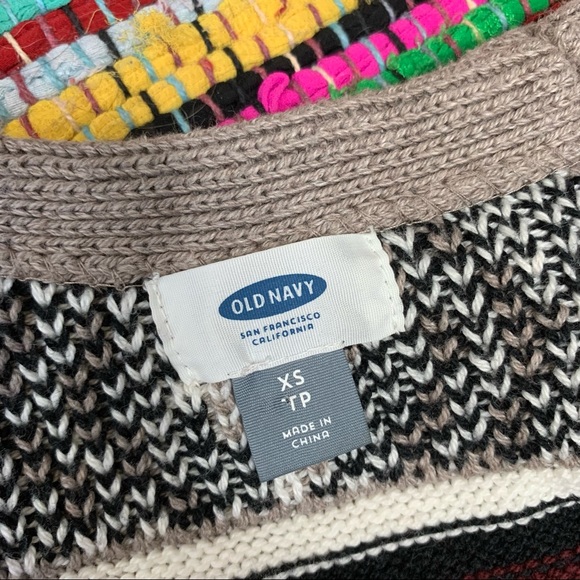 OLD NAVY
SAN FRANCISCO
CALIFORNIA
XS
TP
MADE IN
CHINA